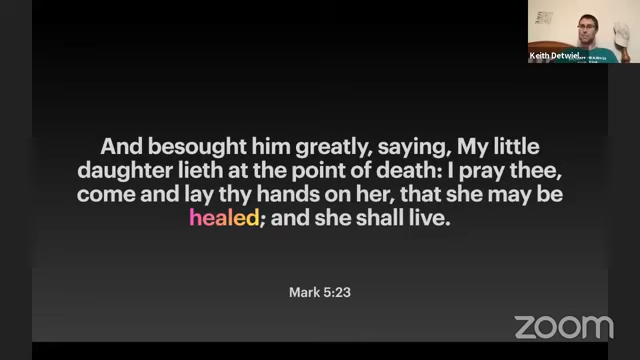 Keith Detwiel...
And besought him greatly, saying, My little
daughter lieth at the point of death: I pray thee,
come and lay thy hands on her, that she may be
healed; and she shall live.
Mark 5:23
zoom